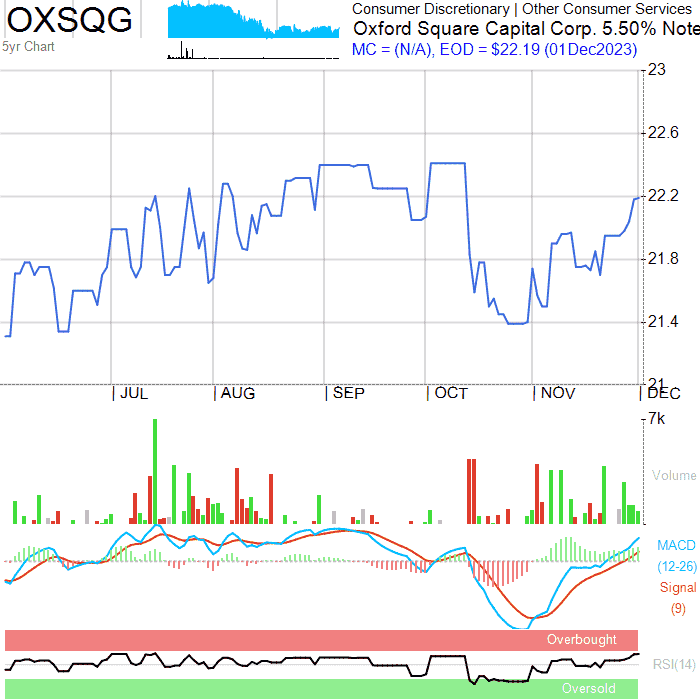 OXSQG
Consumer Discretionary | Other Consumer Services
Oxford Square Capital Corp. 5.50% Note
5yr Chart
MC = (N/A), EOD = $22.19 (01Dec2023)
23
22.6
22.2
21.8
21.4
21
| JUL | AUG | SEP | OCT | NOV | DEC
7k
Volume
MACD
(12-26)
Signal
(9)
Overbought
RSI(14)
Oversold